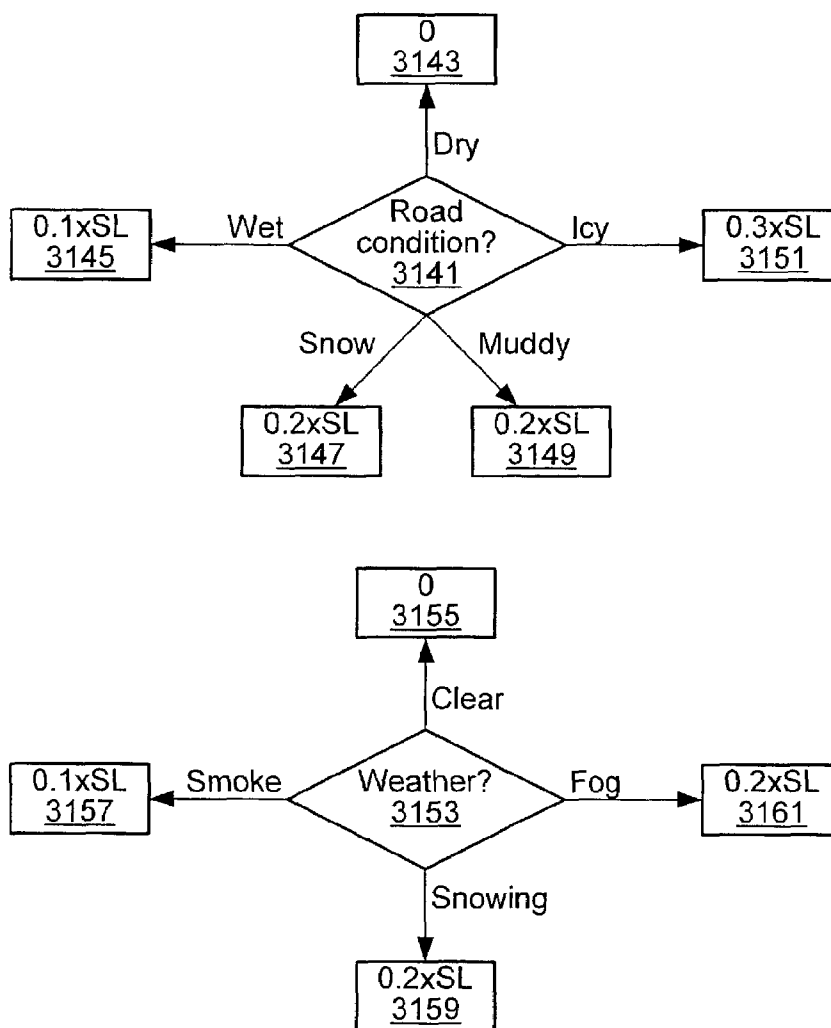 0
3143
Dry
Wet
Road
condition?
3141
Icy
0.1xSL
3145
0.3xSL
3151
Snow
Muddy
0.2xSL
3147
0.2xSL
3149
0
3155
Clear
Smoke
Weather?
3153
Fog
0.1xSL
3157
0.2xSL
3161
Snowing
0.2xSL
3159